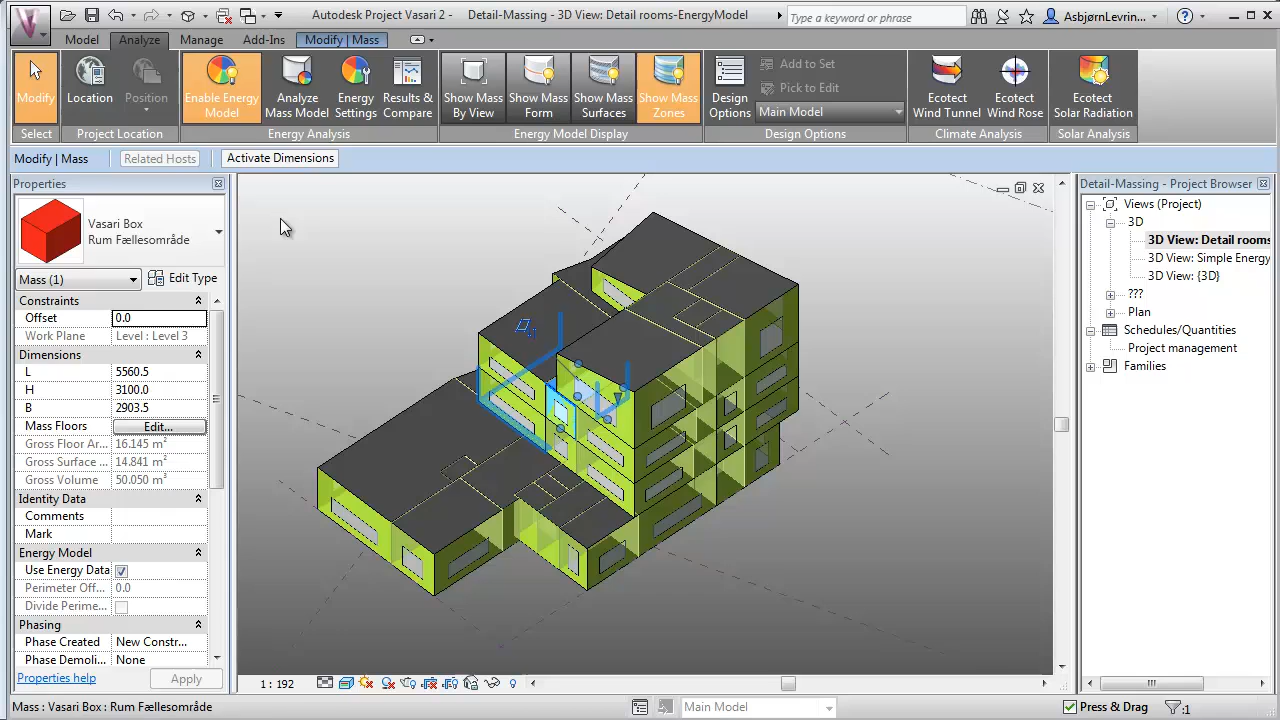 Autodesk Project Vasari 2 - Detail-Massing - 3D View: Detail rooms-EnergyModel
Type a keyword or phrase
AsbjørnLevrin...
Model
Analyze
Manage
Add-Ins
Modify | Mass
Modify
Location
Position
Enable Energy Model
Analyze Mass Model
Energy Settings
Results & Compare
Show Mass By View
Show Mass Form
Show Mass Surfaces
Show Mass Zones
Design Options
Add to Set
Pick to Edit
Main Model
Ecotect Wind Tunnel
Ecotect Wind Rose
Ecotect Solar Radiation
Select
Project Location
Energy Analysis
Energy Model Display
Design Options
Climate Analysis
Solar Analysis
Modify | Mass
Related Hosts
Activate Dimensions
Properties
Vasari Box
Rum Fællesområde
Mass (1)
Edit Type
Constraints
Offset 0.0
Work Plane Level : Level 3
Dimensions
L 5560.5
H 3100.0
B 2903.5
Mass Floors Edit...
Gross Floor Ar... 16.145 m²
Gross Surface ... 14.841 m²
Gross Volume 50.050 m³
Identity Data
Comments
Mark
Energy Model
Use Energy Data
Perimeter Off... 0.0
Divide Perime...
Phasing
Phase Created New Constr...
Phase Demoli... None
Properties help
Apply
1 : 192
Detail-Massing - Project Browser
Views (Project)
3D
3D View: Detail rooms
3D View: Simple Energy
3D View: {3D}
???
Plan
Schedules/Quantities
Project management
Families
Mass : Vasari Box : Rum Fællesområde
Main Model
Press & Drag
:1